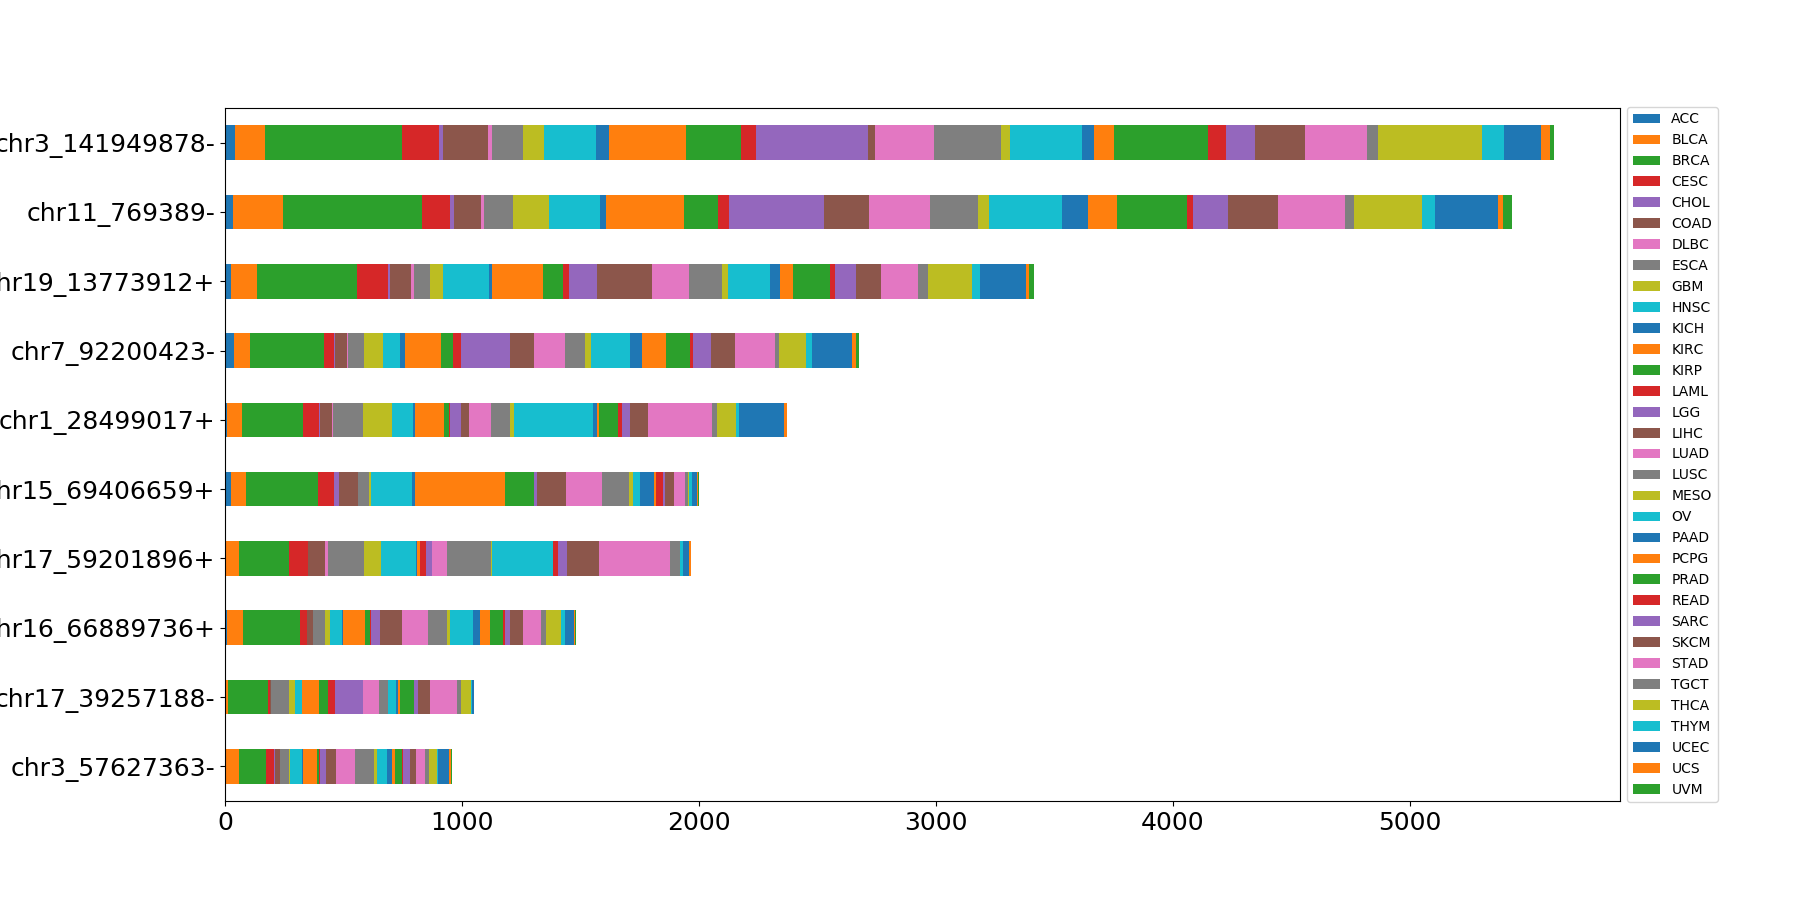 chr3_141949878-
chr11_769389-
hr19_13773912+
chr7_92200423-
chr1_28499017+
hr15_69406659+
hr17_59201896+
hr16_66889736+
chr17_39257188-
chr3_57627363-
0 1000 2000 3000 4000 5000
ACC
BLCA
BRCA
CESC
CHOL
COAD
DLBC
ESCA
GBM
HNSC
KICH
KIRC
KIRP
LAML
LGG
LIHC
LUAD
LUSC
MESO
OV
PAAD
PCPG
PRAD
READ
SARC
SKCM
STAD
TGCT
THCA
THYM
UCEC
UCS
UVM